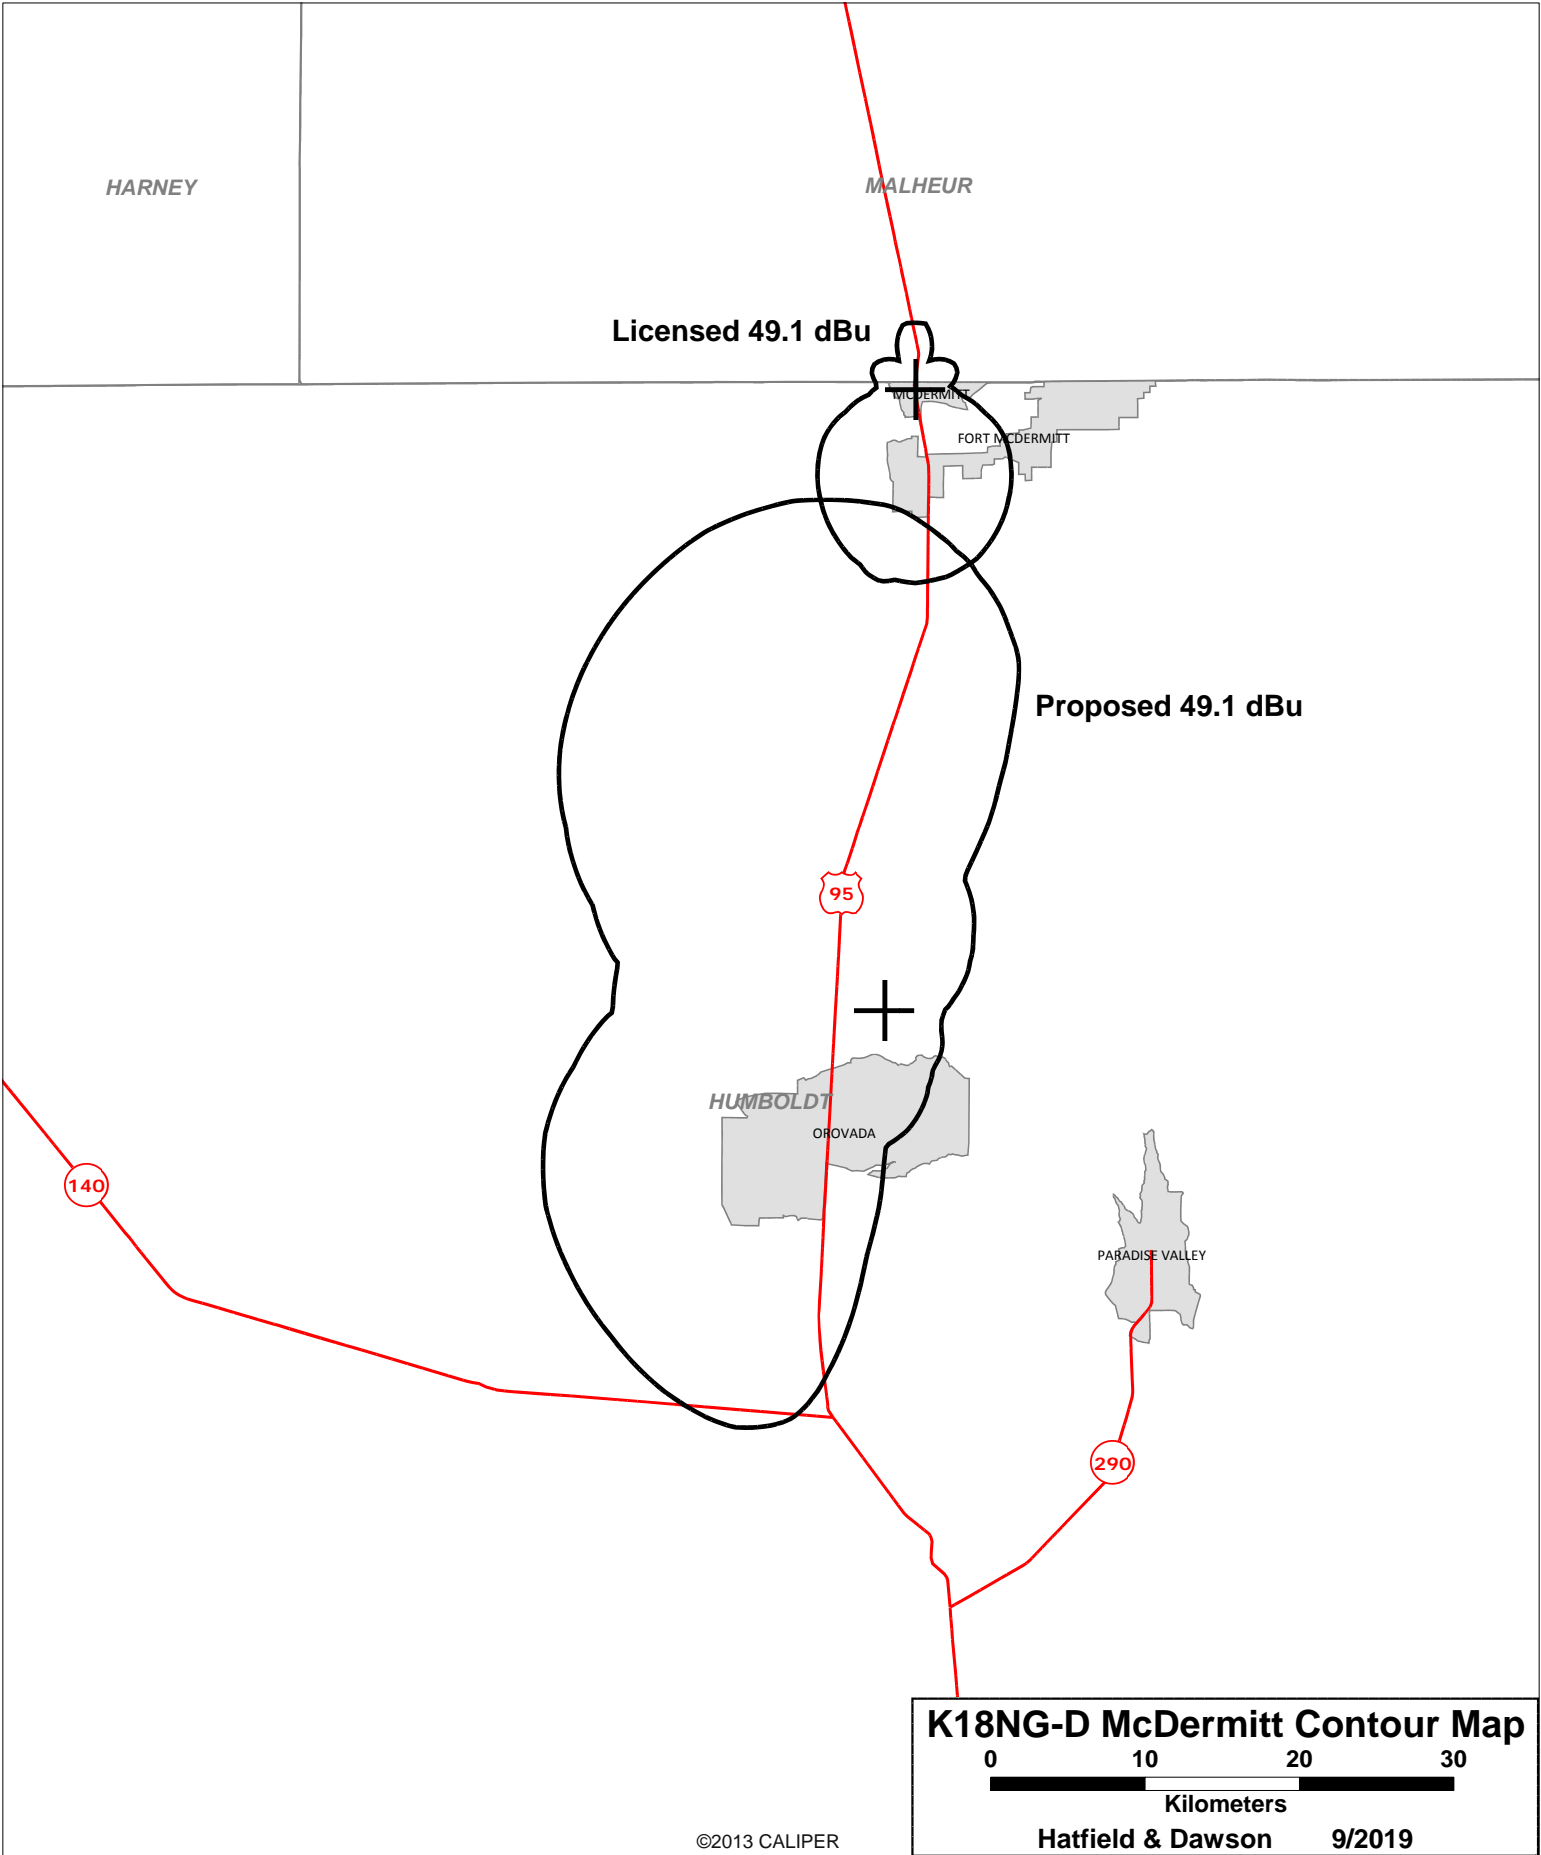 HARNEY
MALHEUR
Licensed 49.1 dBu
MCDERMITT
FORT MCDERMITT
Proposed 49.1 dBu
95
HUMBOLDT
OROVADA
140
PARADISE VALLEY
290
K18NG-D McDermitt Contour Map
0 10 20 30
Kilometers
Hatfield & Dawson 9/2019
©2013 CALIPER